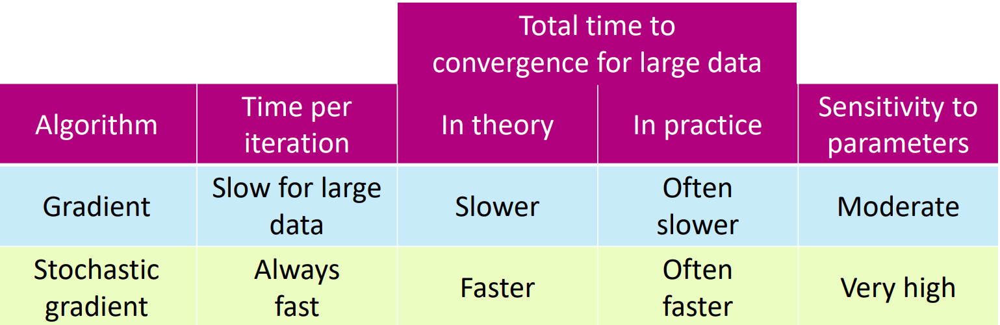 Total time to
convergence for large data
Algorithm
Time per
iteration
In theory
In practice
Sensitivity to
parameters
Gradient
Slow for large
data
Slower
Often
slower
Moderate
Stochastic
gradient
Always
fast
Faster
Often
faster
Very high